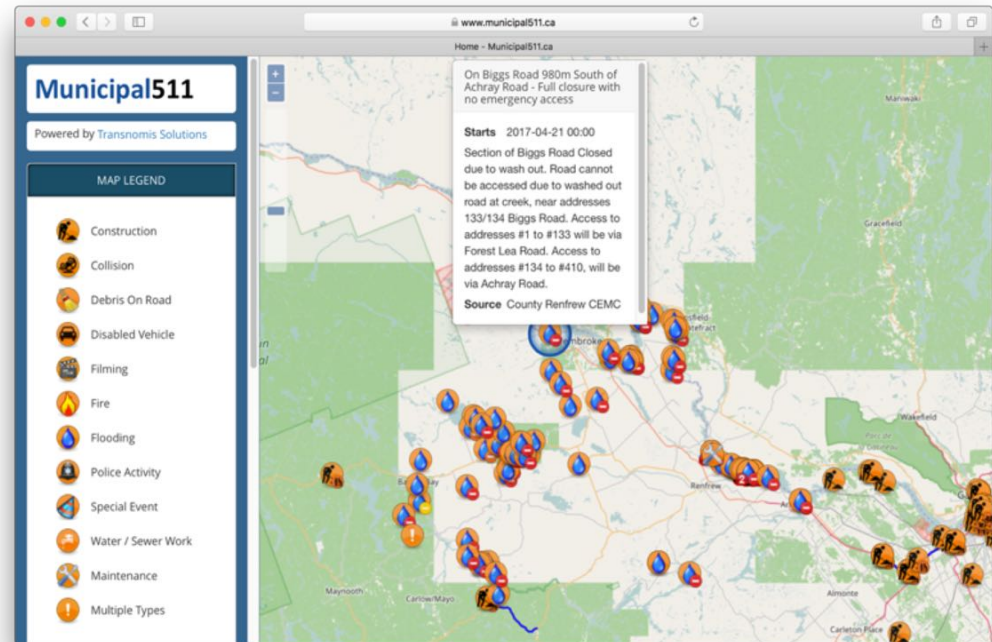 www.municipal511.ca
Home - Municipal511.ca
Municipal511
Powered by Transnomis Solutions
MAP LEGEND
Construction
Collision
Debris On Road
Disabled Vehicle
Filming
Fire
Flooding
Police Activity
Special Event
Water / Sewer Work
Maintenance
Multiple Types
On Biggs Road 980m South of
Achray Road - Full closure with
no emergency access
Starts 2017-04-21 00:00
Section of Biggs Road Closed
due to wash out. Road cannot
be accessed due to washed out
road at creek, near addresses
133/134 Biggs Road. Access to
addresses #1 to #133 will be via
Forest Lea Road. Access to
addresses #134 to #410, will be
via Achray Road.
Source County Renfrew CEMC
Maniwaki
Gracefield
Wakefield
Renfrew
Almonte
Maynooth
Carlow/Mayo
Carleton Place